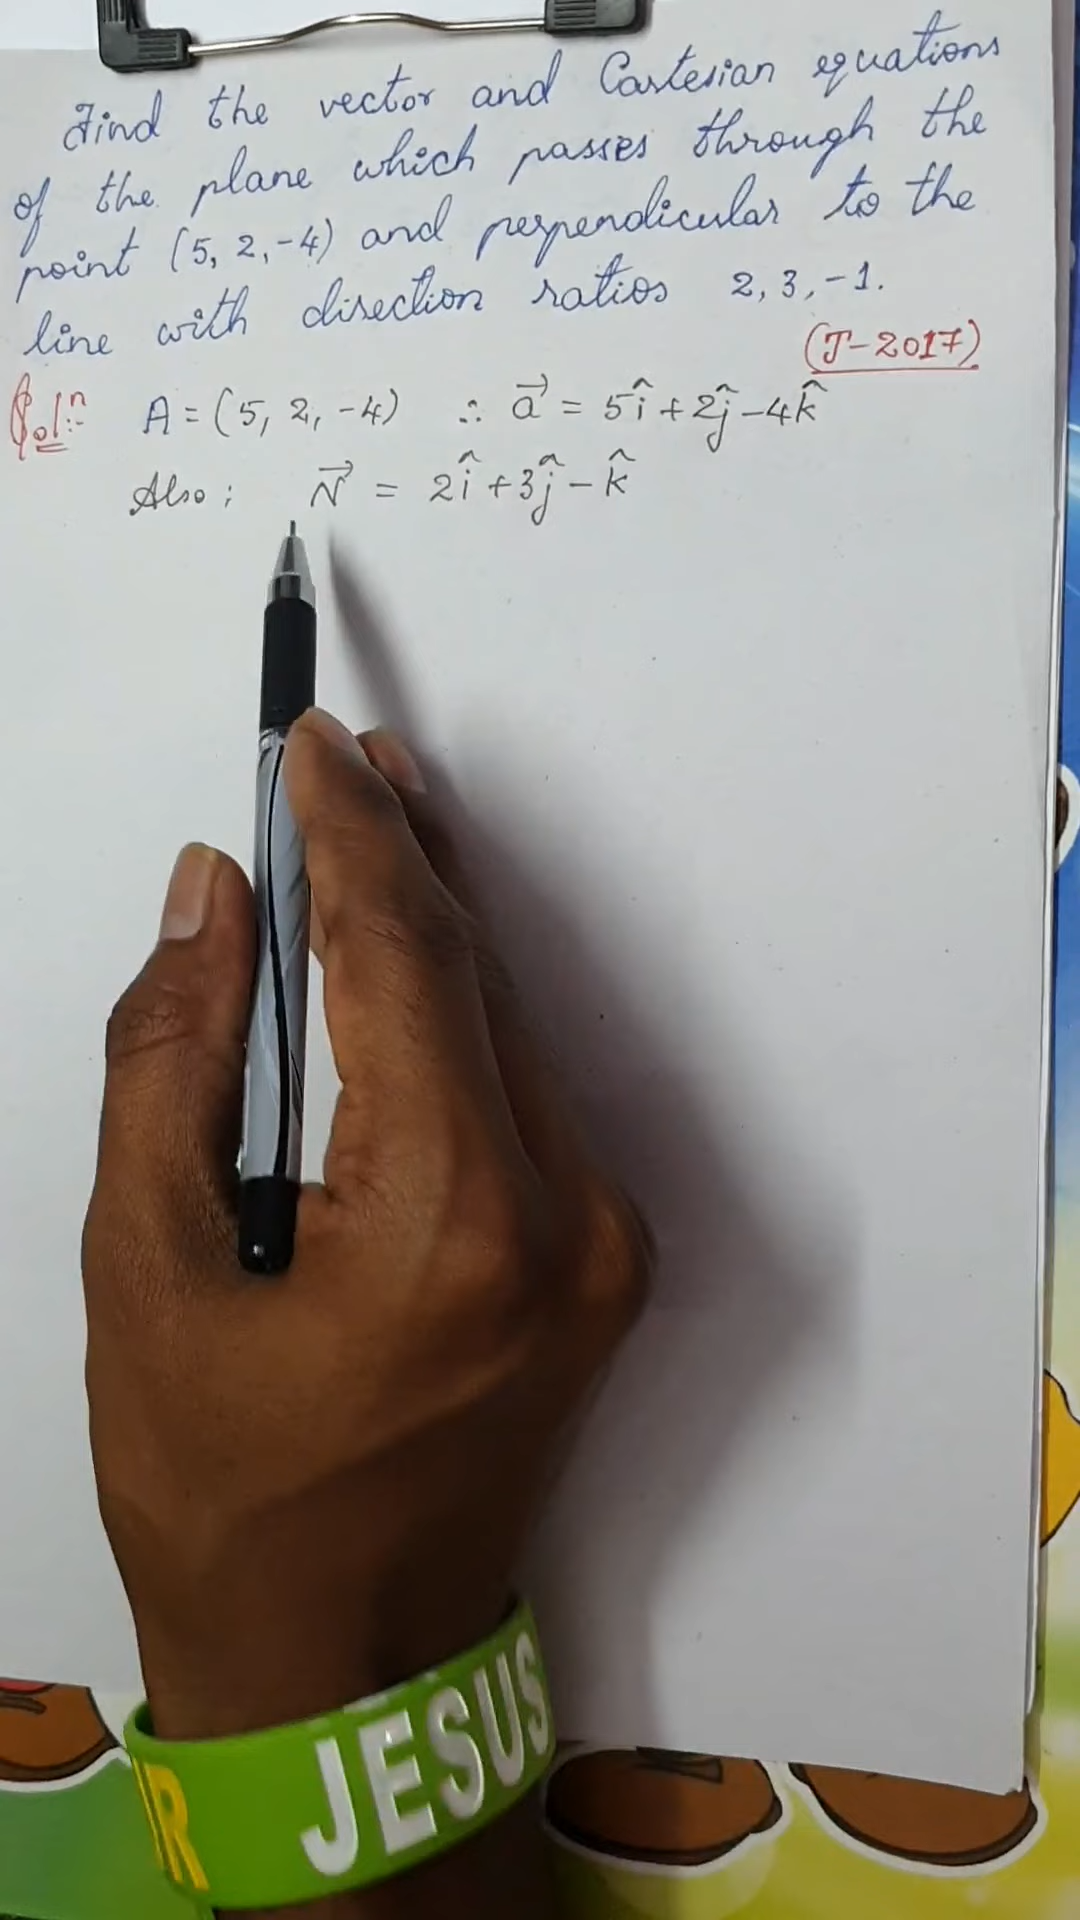 Find the vector and Cartesian equations
of the plane which passes through the
point (5, 2, -4) and perpendicular to the
line with direction ratios 2, 3, -1.
(J-2017)
Solⁿ:- A = (5, 2, -4) ∴ a⃗ = 5î + 2ĵ - 4k̂
Also : N⃗ = 2î + 3ĵ - k̂
JESUS